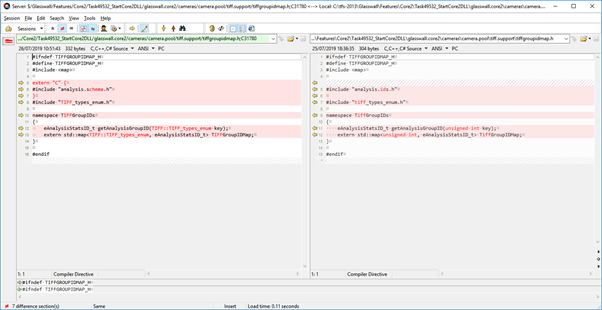 Server: $/Glasswall/Features/Core2/Task49532_StartCore2DLL/glasswall.core2/cameras/camera.pool/tiff.support/tiffgroupidmap.h;C31780 <---> Local: C:\tfs-2013\Glasswall\Features\Core2\Task49532_StartCore2DLL\glasswall.core2\cameras\camera...
Sessions File Edit Search View Tools Help
Sessions
.../Core2/Task49532_StartCore2DLL/glasswall.core2/cameras/camera.pool/tiff.support/tiffgroupidmap.h;C31780
...\Features\Core2\Task49532_StartCore2DLL\glasswall.core2\cameras\camera.pool\tiff.support\tiffgroupidmap.h
26/07/2019 10:51:43 332 bytes C,C++,C# Source ANSI PC
25/07/2019 18:36:35 304 bytes C,C++,C# Source ANSI PC
#ifndef TIFFGROUPIDMAP_H
#define TIFFGROUPIDMAP_H
#include <map>
extern "C" {
#include "analysis.schema.h"
}
#include "TIFF_types_enum.h"
namespace TiffGroupIDs
{
eAnalysisStatsID_t getAnalysisGroupID(TIFF::TIFF_types_enum key);
extern std::map<TIFF::TIFF_types_enum, eAnalysisStatsID_t> TiffGroupIDMap;
}
#endif
#ifndef TIFFGROUPIDMAP_H
#define TIFFGROUPIDMAP_H
#include <map>
#include "analysis.ids.h"
#include "tiff_types_enum.h"
namespace TiffGroupIDs
{
eAnalysisStatsID_t getAnalysisGroupID(unsigned int key);
extern std::map<unsigned int, eAnalysisStatsID_t> TiffGroupIDMap;
}
#endif
1: 1 Compiler Directive
1: 1 Compiler Directive
#ifndef TIFFGROUPIDMAP_H
#ifndef TIFFGROUPIDMAP_H
7 difference section(s) Same Insert Load time: 0.11 seconds